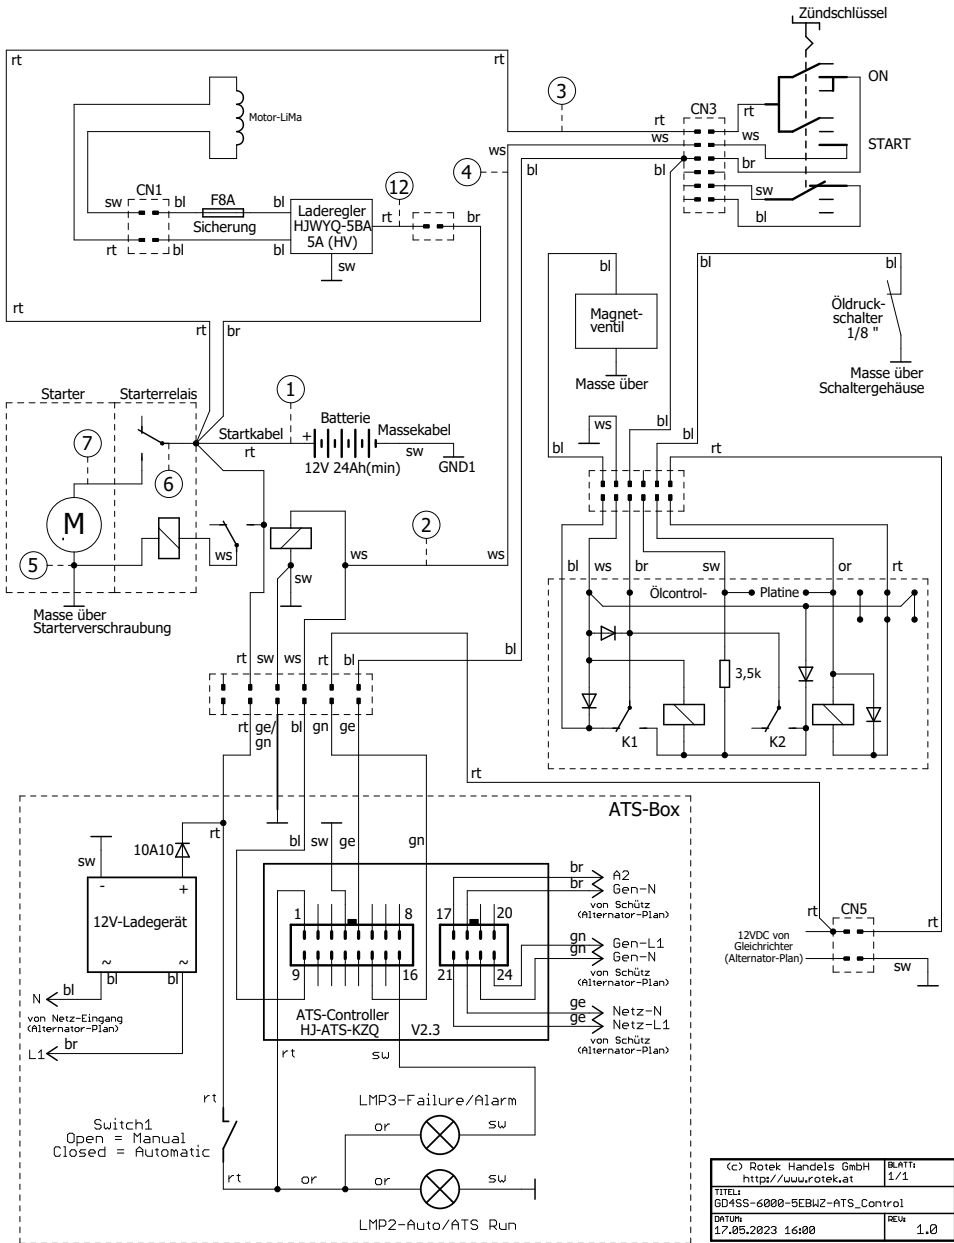 Zündschlüssel
rt
rt
3
ON
CN3
rt
rt
Motor-LiMa
ws
ws
START
ws
4
bl
bl
br
12
CN1
sw
bl
F8A
bl
Laderegler
HJWYQ-5BA
5A (HV)
rt
br
sw
bl
Sicherung
rt
bl
bl
sw
bl
bl
bl
rt
Magnet-
ventil
Öldruck-
schalter
1/8 "
rt
br
Masse über
Masse über
Schaltergehäuse
Starter
Starterrelais
1
Batterie
ws
bl
bl
7
Startkabel
+
Massekabel
rt
rt
12V 24Ah(min)
sw
GND1
6
M
2
5
ws
ws
ws
sw
bl
ws
br
sw
or
rt
Masse über
Starterverschraubung
Ölcontrol-
Platine
rt
sw
ws
rt
bl
bl
3,5k
rt
ge/
gn
bl
gn
ge
K1
K2
rt
ATS-Box
10A10
rt
bl
sw
ge
gn
sw
-
+
12V-Ladegerät
~
~
1
8
9
16
17
20
21
24
br
A2
br
Gen-N
von Schütz
(Alternator-Plan)
gn
Gen-L1
gn
Gen-N
von Schütz
(Alternator-Plan)
ge
Netz-N
ge
Netz-L1
von Schütz
(Alternator-Plan)
CN5
rt
rt
12VDC von
Gleichrichter
(Alternator-Plan)
sw
bl
bl
N
bl
von Netz-Eingang
(Alternator-Plan)
L1
br
ATS-Controller
HJ-ATS-KZQ
V2.3
rt
sw
rt
LMP3-Failure/Alarm
Switch1
Open = Manual
Closed = Automatic
or
sw
rt
or
or
sw
LMP2-Auto/ATS Run
(c) Rotek Handels GmbH
http://www.rotek.at
BLATT:
1/1
TITEL:
GD4SS-6000-5EBWZ-ATS_Control
DATUM:
17.05.2023 16:00
REV:
1.0